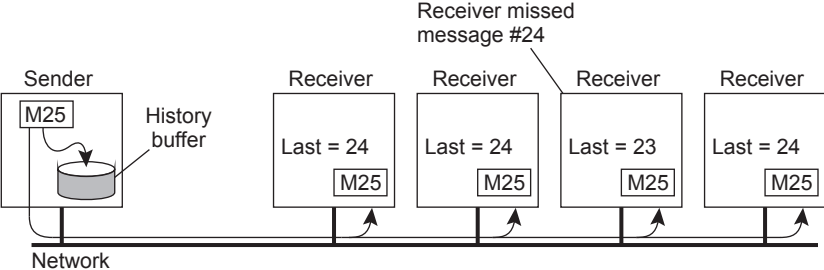 Receiver missed
message #24
Sender
Receiver
Receiver
Receiver
Receiver
M25
History
buffer
Last = 24
Last = 24
Last = 23
Last = 24
M25
M25
M25
M25
Network